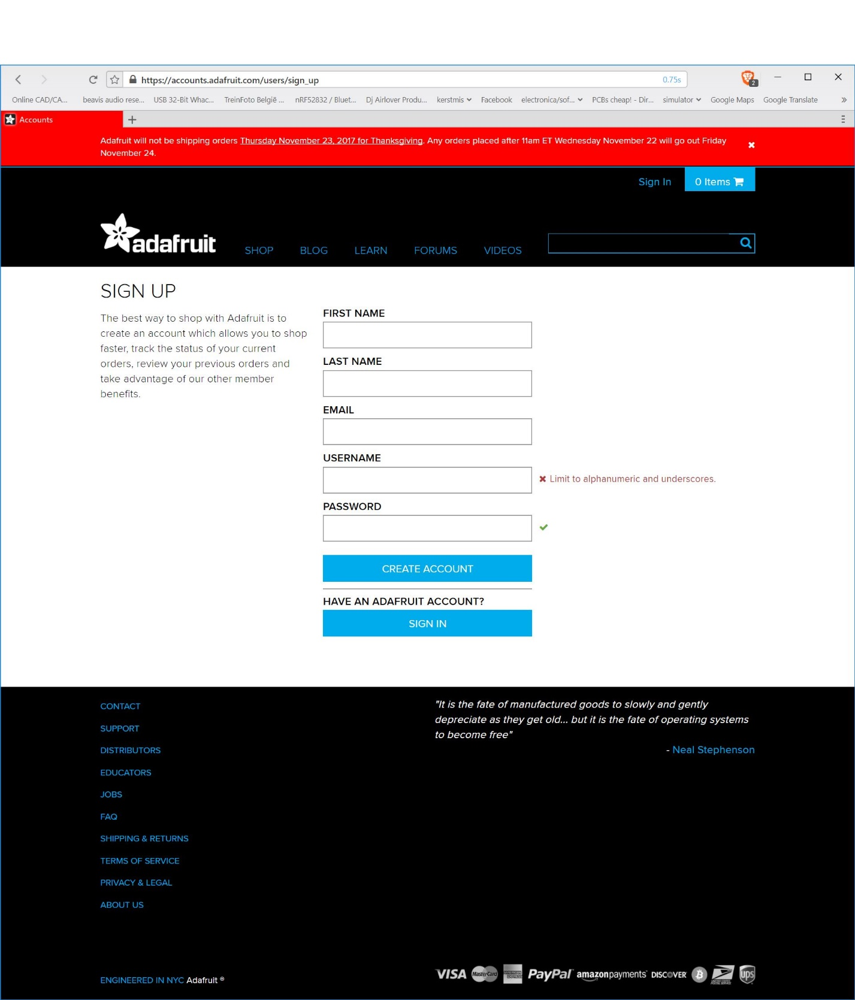 https://accounts.adafruit.com/users/sign_up
0.75s
2
Online CAD/CA... beavis audio rese... USB 32-Bit Whac... TreinFoto België ... nRF52832 / Bluet... Dj Airlover Produ... kerstmis Facebook electronica/sof... PCBs cheap! - Dir... simulator Google Maps Google Translate »
Accounts
Adafruit will not be shipping orders Thursday November 23, 2017 for Thanksgiving. Any orders placed after 11am ET Wednesday November 22 will go out Friday
November 24.
Sign In 0 Items
adafruit SHOP BLOG LEARN FORUMS VIDEOS
SIGN UP
The best way to shop with Adafruit is to
create an account which allows you to shop
faster, track the status of your current
orders, review your previous orders and
take advantage of our other member
benefits.
FIRST NAME
LAST NAME
EMAIL
USERNAME
Limit to alphanumeric and underscores.
PASSWORD
CREATE ACCOUNT
HAVE AN ADAFRUIT ACCOUNT?
SIGN IN
CONTACT
SUPPORT
DISTRIBUTORS
EDUCATORS
JOBS
FAQ
SHIPPING & RETURNS
TERMS OF SERVICE
PRIVACY & LEGAL
ABOUT US
"It is the fate of manufactured goods to slowly and gently
depreciate as they get old... but it is the fate of operating systems
to become free"
- Neal Stephenson
ENGINEERED IN NYC Adafruit ®
VISA MasterCard AMERICAN EXPRESS PayPal amazonpayments DISCOVER UPS